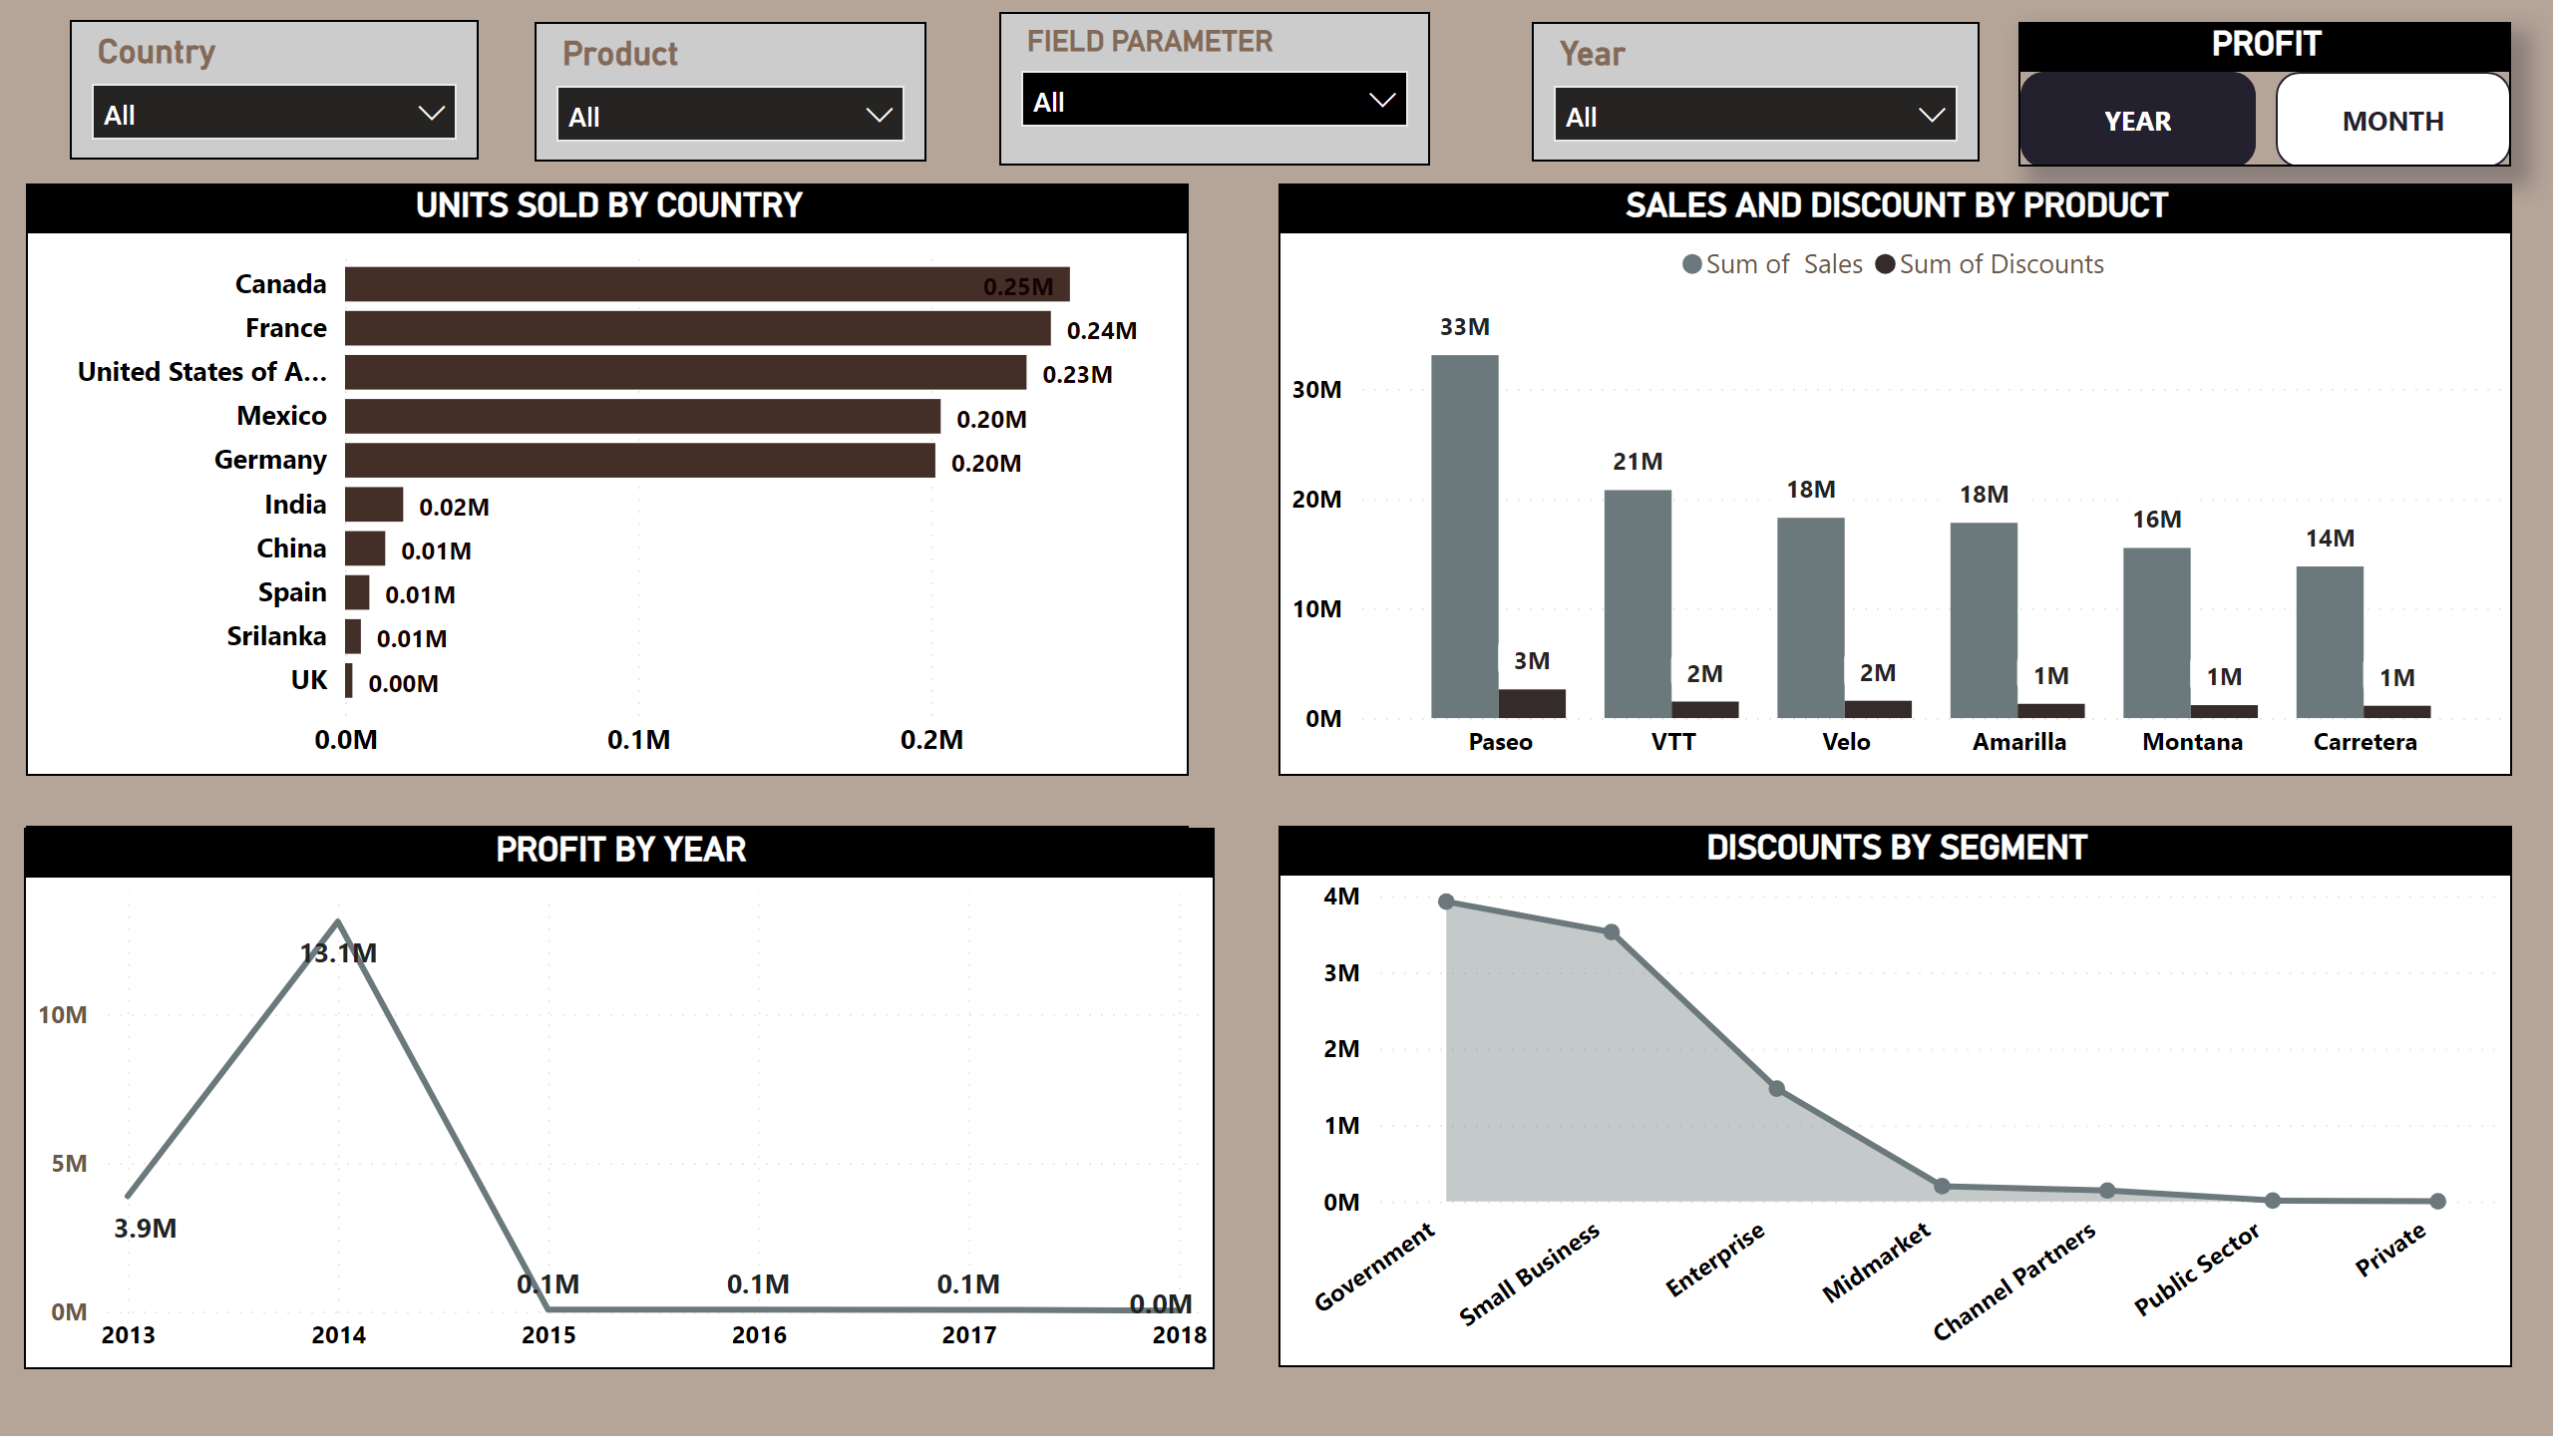 Country
All
Product
All
FIELD PARAMETER
All
Year
All
PROFIT
YEAR MONTH
UNITS SOLD BY COUNTRY
Canada 0.25M
France 0.24M
United States of A... 0.23M
Mexico 0.20M
Germany 0.20M
India 0.02M
China 0.01M
Spain 0.01M
Srilanka 0.01M
UK 0.00M
0.0M 0.1M 0.2M
SALES AND DISCOUNT BY PRODUCT
Sum of Sales Sum of Discounts
33M
30M
21M
20M
18M
18M
16M
14M
10M
3M
2M
2M
1M
1M
1M
0M
Paseo VTT Velo Amarilla Montana Carretera
PROFIT BY YEAR
13.1M
10M
5M
3.9M
0.1M 0.1M 0.1M 0.0M
0M
2013 2014 2015 2016 2017 2018
DISCOUNTS BY SEGMENT
4M
3M
2M
1M
0M
Government Small Business Enterprise Midmarket Channel Partners Public Sector Private